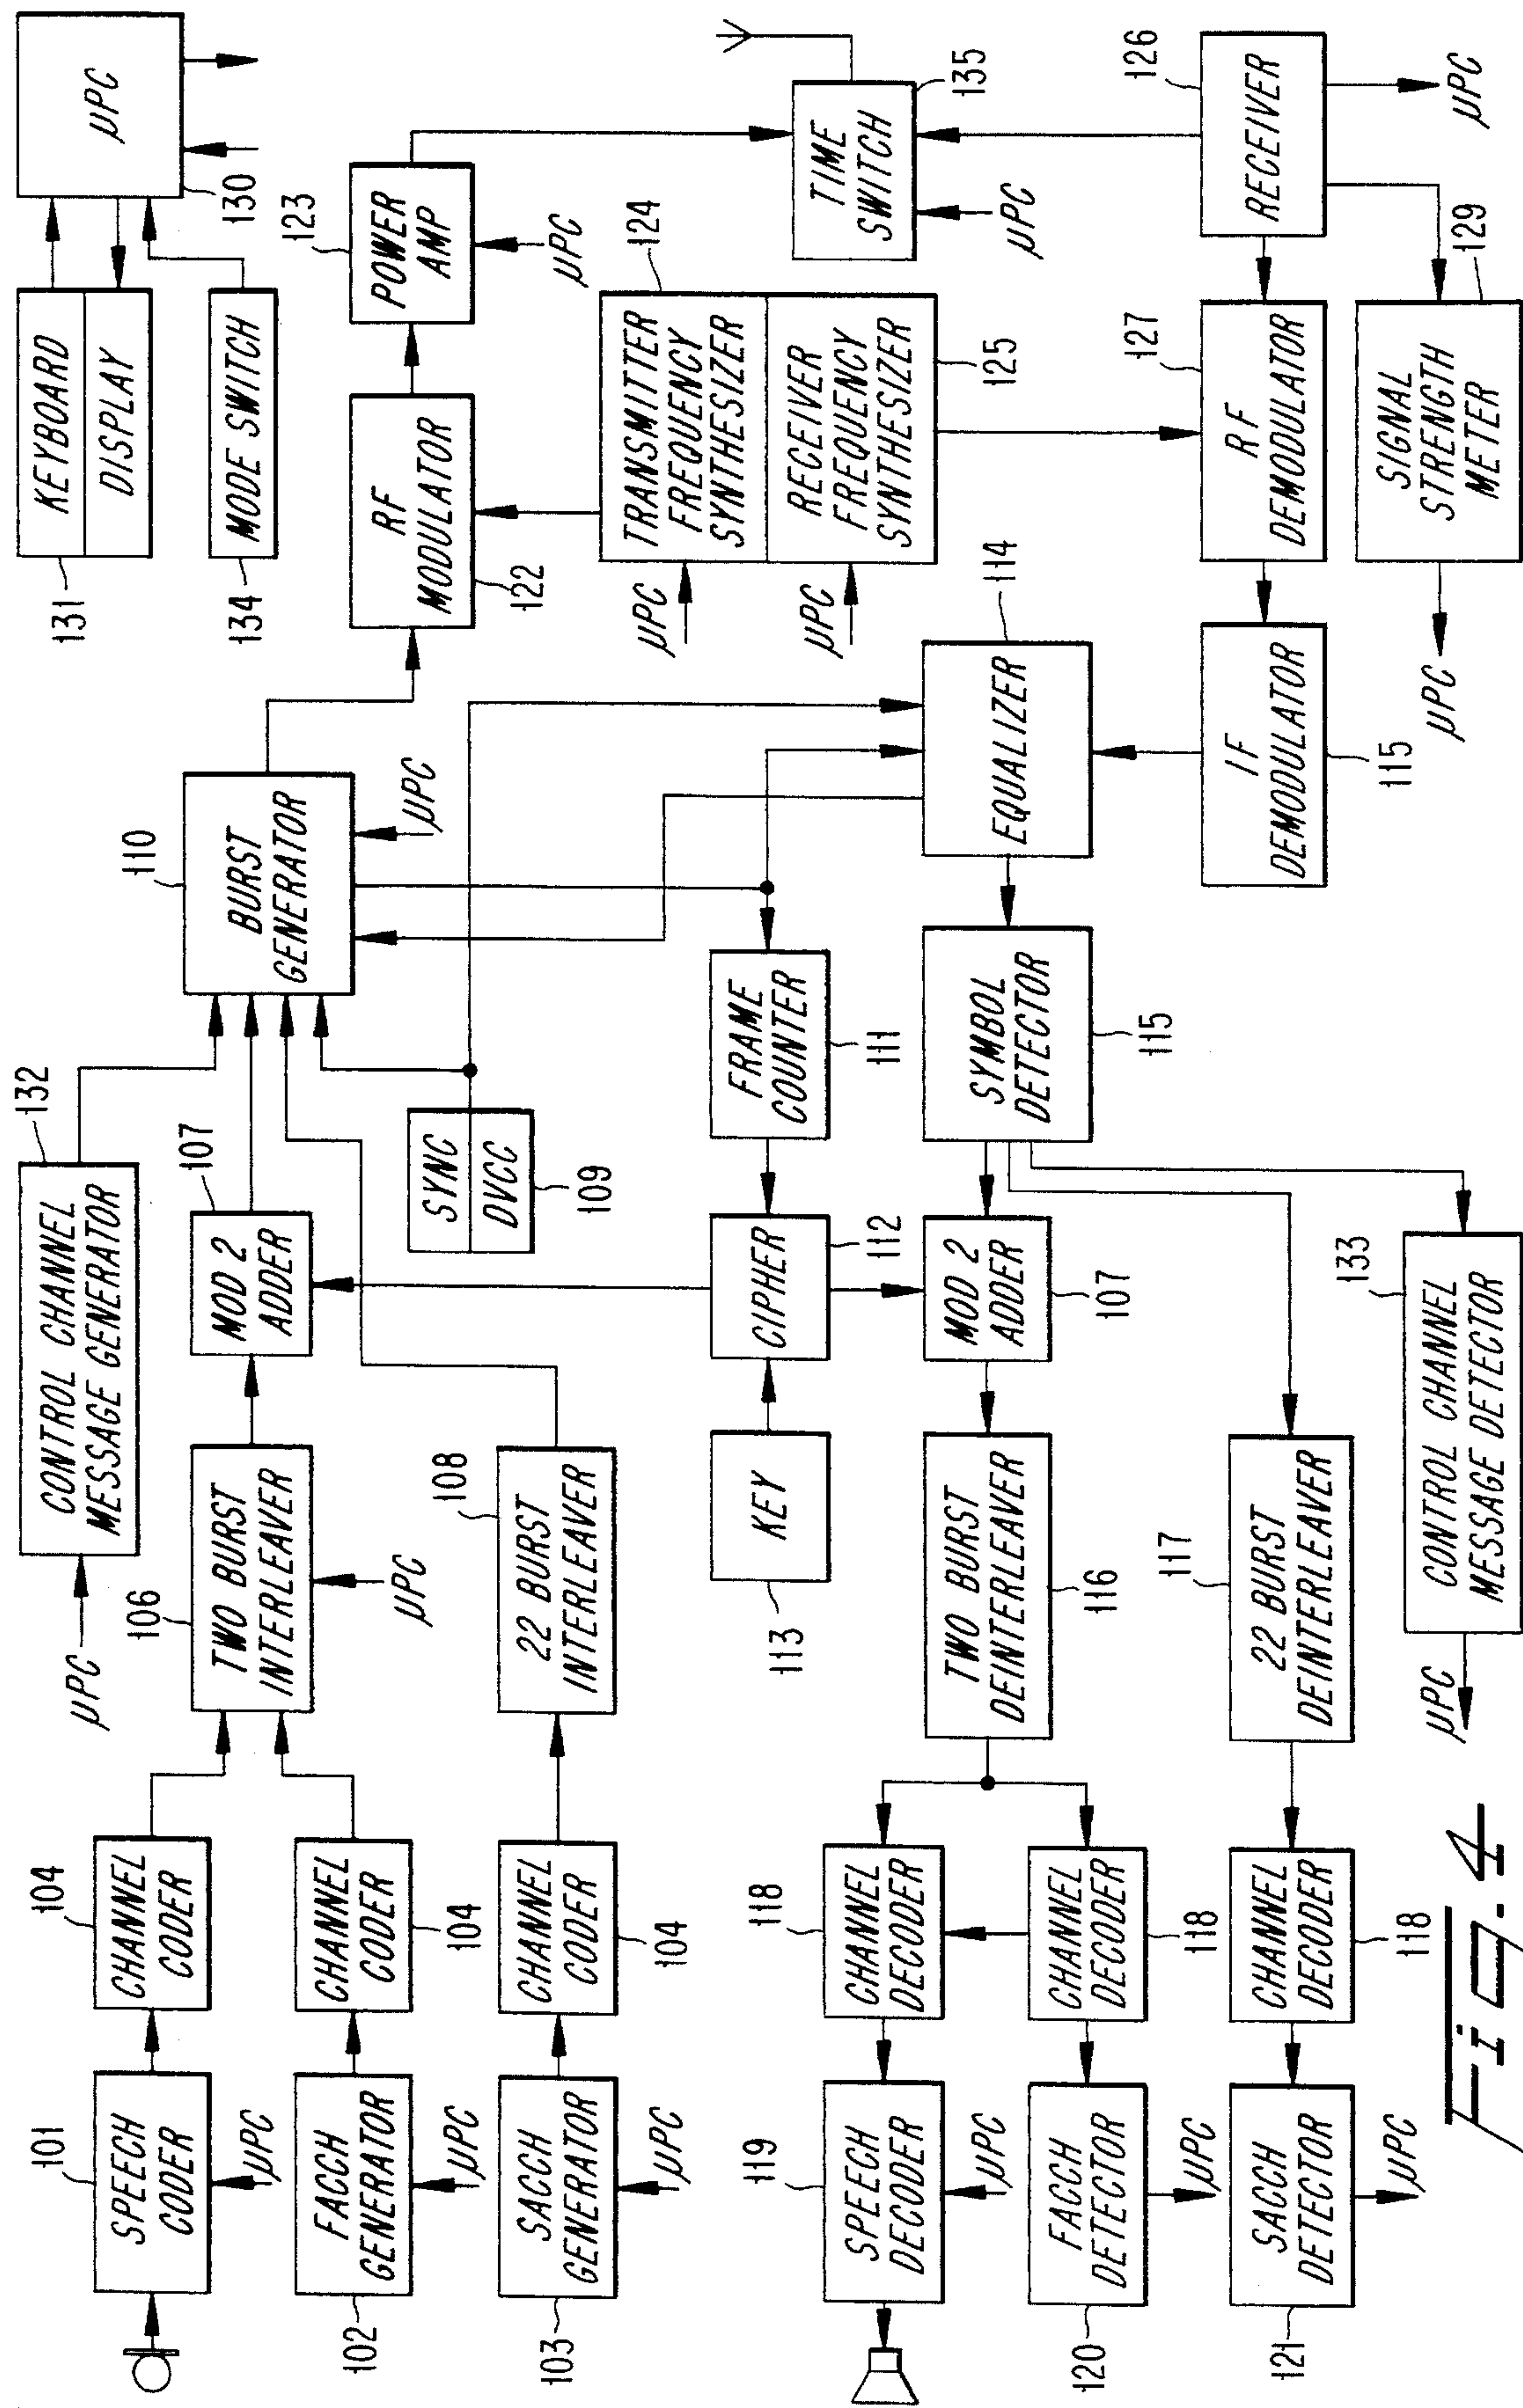 101
SPEECH
CODER
µPC
104
CHANNEL
CODER
102
FACCH
GENERATOR
µPC
CHANNEL
CODER
104
103
SACCH
GENERATOR
µPC
CHANNEL
CODER
104
µPC
CONTROL CHANNEL
MESSAGE GENERATOR
132
106
TWO BURST
INTERLEAVER
µPC
107
MOD 2
ADDER
108
22 BURST
INTERLEAVER
SYNC
DVCC
109
110
BURST
GENERATOR
µPC
RF
MODULATOR
122
123
POWER
AMP
µPC
131
KEYBOARD
DISPLAY
134
MODE SWITCH
µPC
130
TRANSMITTER
FREQUENCY
SYNTHESIZER
124
µPC
RECEIVER
FREQUENCY
SYNTHESIZER
125
µPC
TIME
SWITCH
135
µPC
113
KEY
CIPHER
112
FRAME
COUNTER
111
119
SPEECH
DECODER
µPC
118
CHANNEL
DECODER
120
FACCH
DETECTOR
µPC
CHANNEL
DECODER
118
121
SACCH
DETECTOR
µPC
CHANNEL
DECODER
118
TWO BURST
DEINTERLEAVER
116
MOD 2
ADDER
107
SYMBOL
DETECTOR
115
EQUALIZER
114
117
22 BURST
DEINTERLEAVER
133
CONTROL CHANNEL
MESSAGE DETECTOR
µPC
IF
DEMODULATOR
115
127
RF
DEMODULATOR
126
RECEIVER
µPC
SIGNAL
STRENGTH
METER
129
µPC
Fig. 4